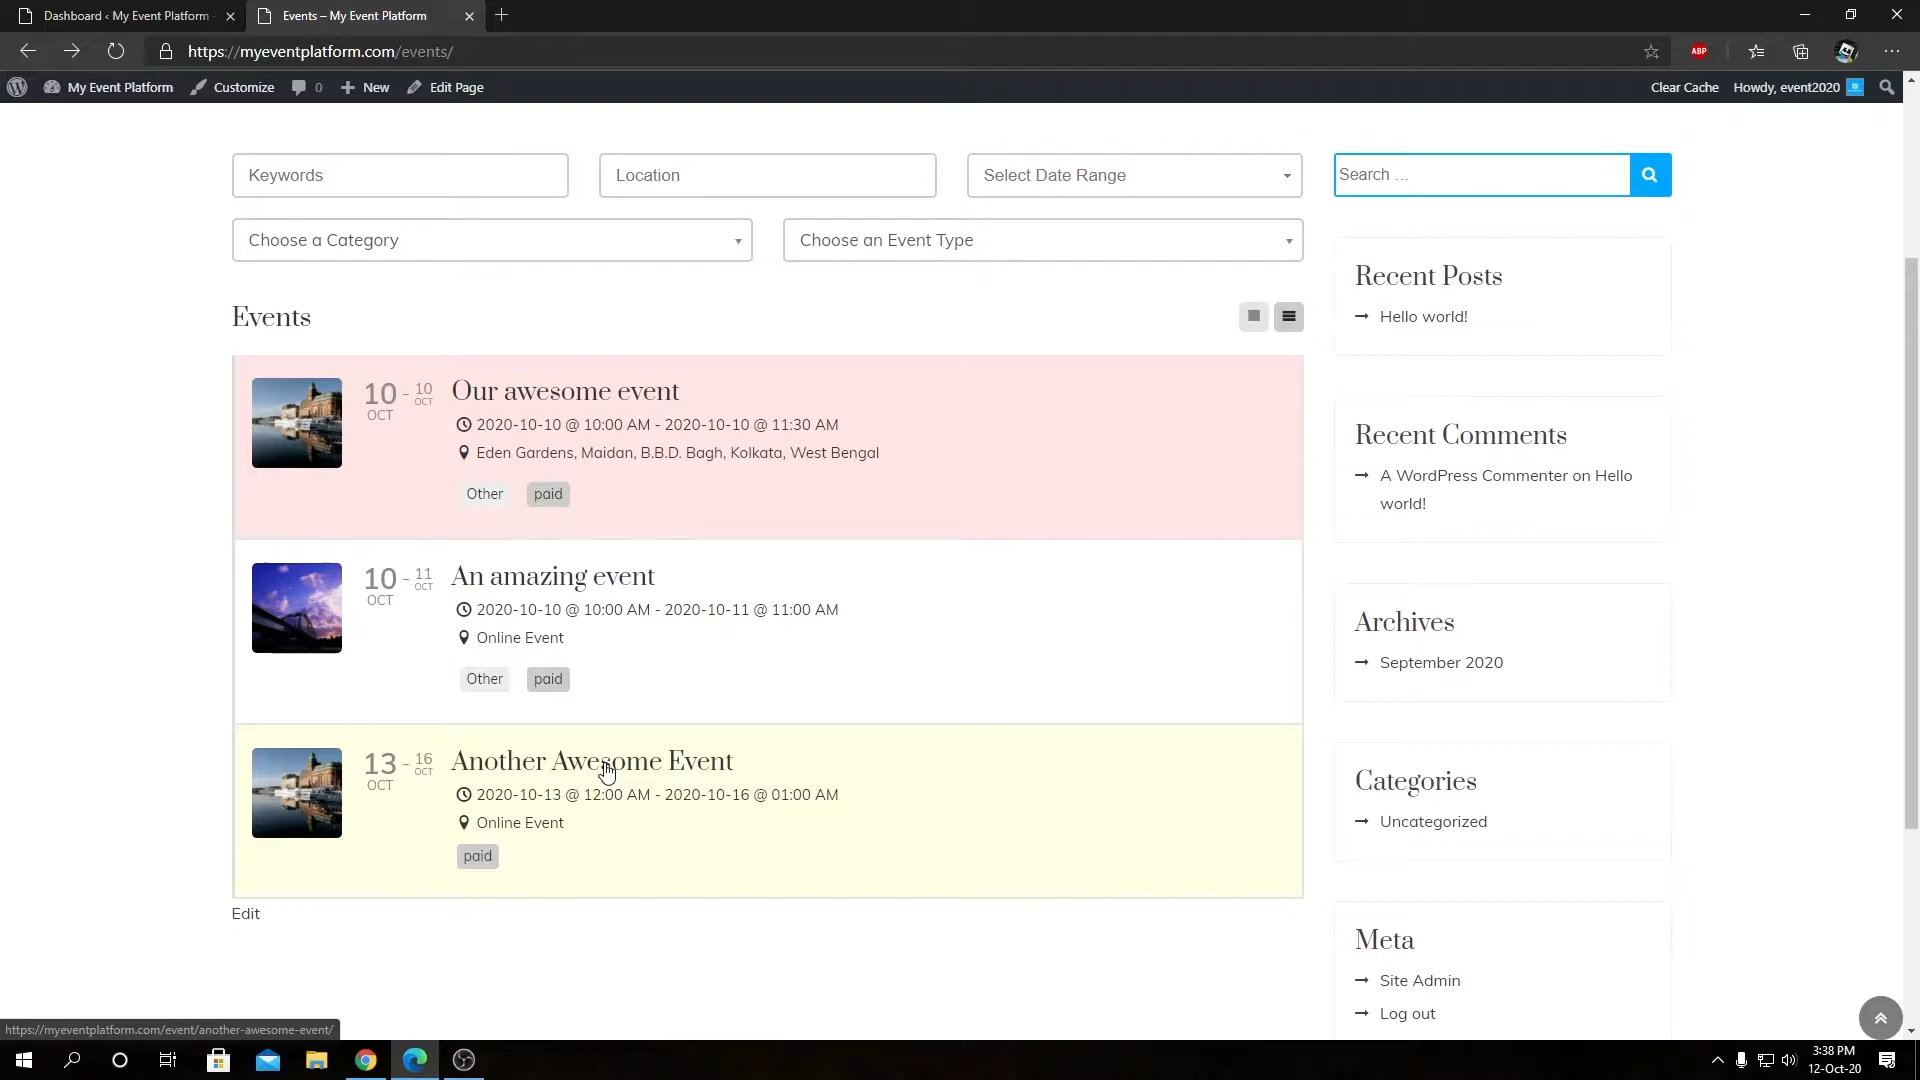 Dashboard ‹ My Event Platform
Events – My Event Platform
https://myeventplatform.com/events/
ABP
My Event Platform
Customize
0
New
Edit Page
Clear Cache
Howdy, event2020
Keywords
Location
Select Date Range
Search …
Choose a Category
Choose an Event Type
Events
10 - 10
OCT OCT
Our awesome event
2020-10-10 @ 10:00 AM - 2020-10-10 @ 11:30 AM
Eden Gardens, Maidan, B.B.D. Bagh, Kolkata, West Bengal
Other paid
10 - 11
OCT OCT
An amazing event
2020-10-10 @ 10:00 AM - 2020-10-11 @ 11:00 AM
Online Event
Other paid
13 - 16
OCT OCT
Another Awesome Event
2020-10-13 @ 12:00 AM - 2020-10-16 @ 01:00 AM
Online Event
paid
Edit
Recent Posts
Hello world!
Recent Comments
A WordPress Commenter on Hello
world!
Archives
September 2020
Categories
Uncategorized
Meta
Site Admin
Log out
https://myeventplatform.com/event/another-awesome-event/
3:38 PM
12-Oct-20